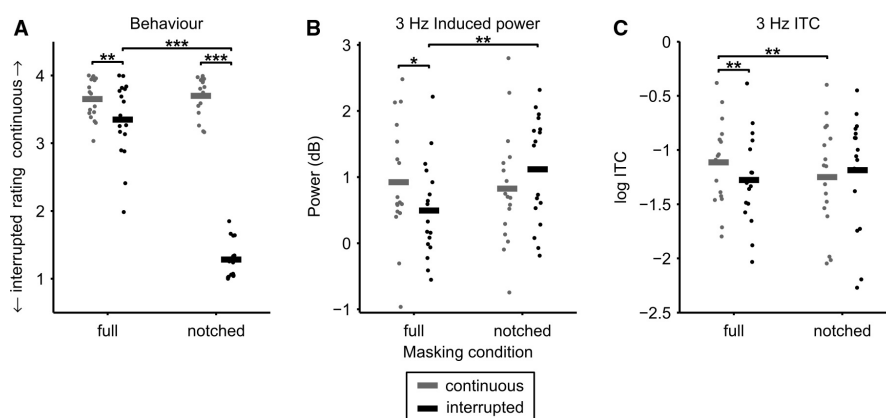 A
Behaviour
← interrupted rating continuous →
4
3
2
1
**
***
***
full
notched
B
3 Hz Induced power
Power (dB)
3
2
1
0
−1
*
**
full
notched
Masking condition
C
3 Hz ITC
log ITC
0
−0.5
−1
−1.5
−2
−2.5
**
**
full
notched
continuous
interrupted